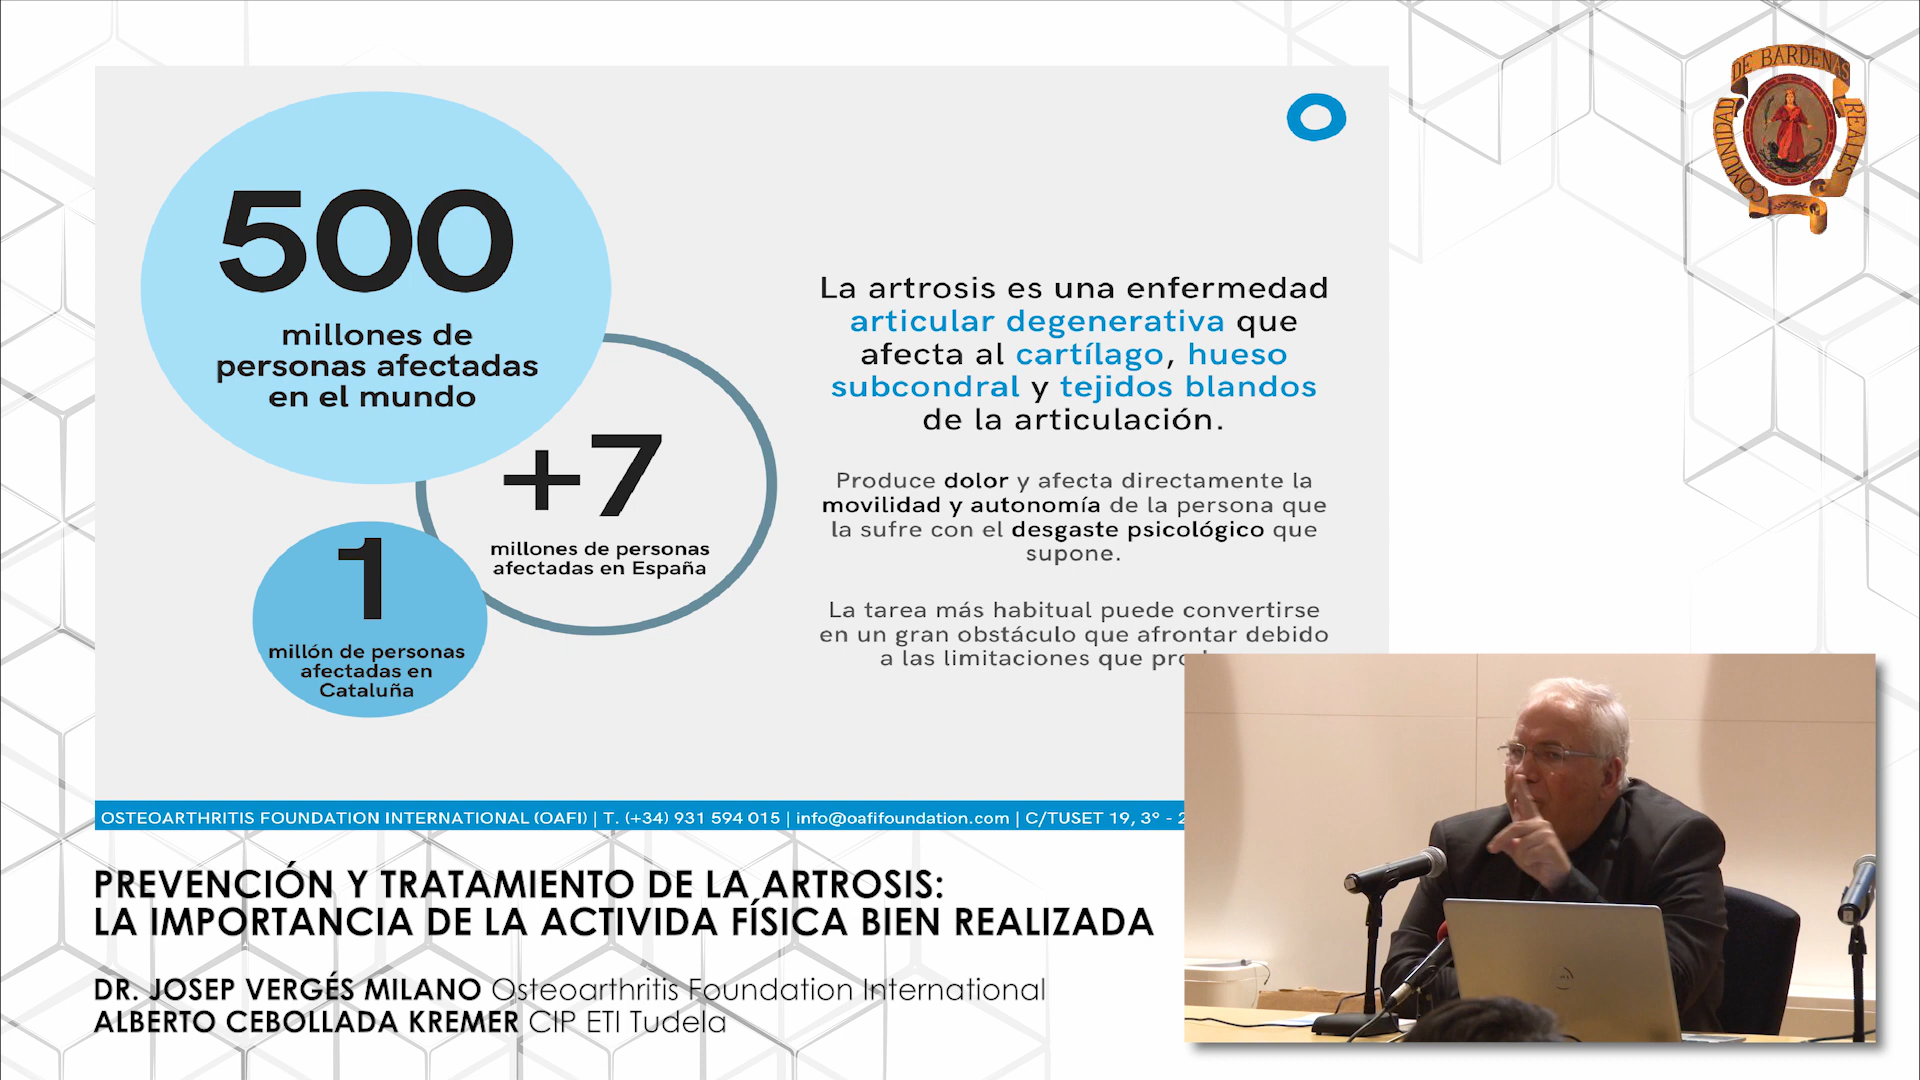 500
millones de
personas afectadas
en el mundo
+7
millones de personas
afectadas en España
1
millón de personas
afectadas en
Cataluña
La artrosis es una enfermedad
articular degenerativa que
afecta al cartílago, hueso
subcondral y tejidos blandos
de la articulación.
Produce dolor y afecta directamente la
movilidad y autonomía de la persona que
la sufre con el desgaste psicológico que
supone.
La tarea más habitual puede convertirse
en un gran obstáculo que afrontar debido
a las limitaciones que
OSTEOARTHRITIS FOUNDATION INTERNATIONAL (OAFI) | T. (+34) 931 594 015 | info@oafifoundation.com | C/TUSET 19, 3º -
COMUNIDAD
DE BARDENAS
REALES
PREVENCIÓN Y TRATAMIENTO DE LA ARTROSIS:
LA IMPORTANCIA DE LA ACTIVIDA FÍSICA BIEN REALIZADA
DR. JOSEP VERGÉS MILANO Osteoarthritis Foundation International
ALBERTO CEBOLLADA KREMER CIP ETI Tudela